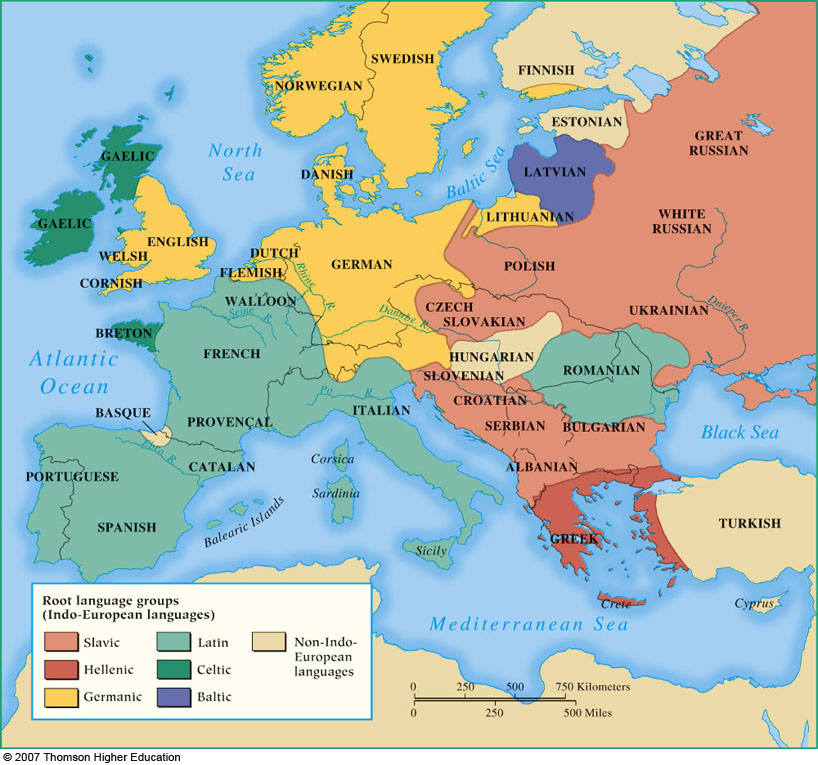 SWEDISH
NORWEGIAN
FINNISH
ESTONIAN
GREAT
RUSSIAN
GAELIC
North
Sea
DANISH
Baltic Sea
LATVIAN
GAELIC
ENGLISH
WELSH
CORNISH
LITHUANIAN
WHITE
RUSSIAN
DUTCH
FLEMISH
GERMAN
Rhine R.
POLISH
WALLOON
Seine R.
Danube R.
CZECH
SLOVAKIAN
UKRAINIAN
Dnieper R.
BRETON
FRENCH
Atlantic
Ocean
HUNGARIAN
SLOVENIAN
ROMANIAN
Po R.
BASQUE
PROVENÇAL
ITALIAN
CROATIAN
SERBIAN
BULGARIAN
Black Sea
CATALAN
Corsica
PORTUGUESE
ALBANIAN
Sardinia
Balearic Islands
SPANISH
TURKISH
GREEK
Sicily
Crete
Cyprus
Mediterranean Sea
Root language groups
(Indo-European languages)
Slavic
Hellenic
Germanic
Latin
Celtic
Baltic
Non-Indo-
European
languages
0 250 500 750 Kilometers
0 250 500 Miles
© 2007 Thomson Higher Education